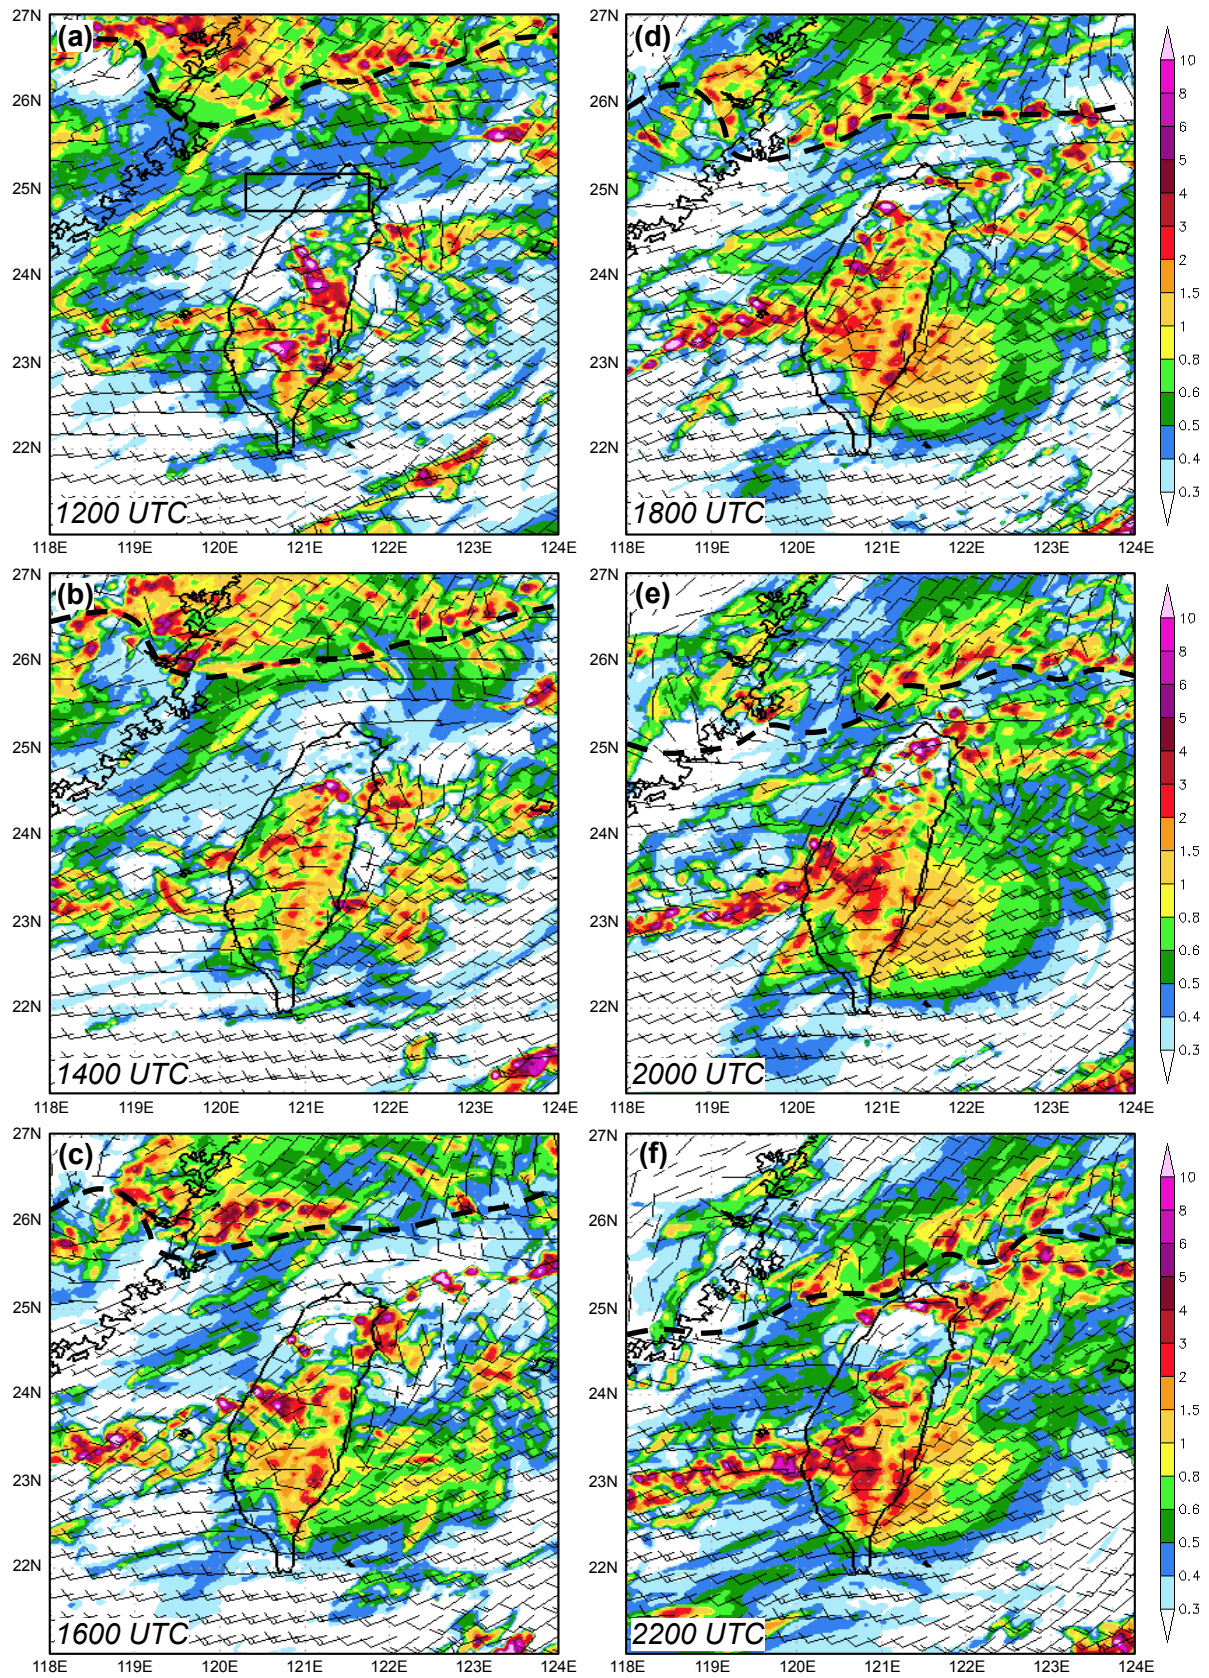 (a)
27N
26N
25N
24N
23N
22N
1200 UTC
118E 119E 120E 121E 122E 123E 124E
(d)
27N
26N
25N
24N
23N
22N
1800 UTC
118E 119E 120E 121E 122E 123E 124E
10
8
6
5
4
3
2
1.5
1
0.8
0.6
0.5
0.4
0.3
(b)
27N
26N
25N
24N
23N
22N
1400 UTC
118E 119E 120E 121E 122E 123E 124E
(e)
27N
26N
25N
24N
23N
22N
2000 UTC
118E 119E 120E 121E 122E 123E 124E
10
8
6
5
4
3
2
1.5
1
0.8
0.6
0.5
0.4
0.3
(c)
27N
26N
25N
24N
23N
22N
1600 UTC
118E 119E 120E 121E 122E 123E 124E
(f)
27N
26N
25N
24N
23N
22N
2200 UTC
118E 119E 120E 121E 122E 123E 124E
10
8
6
5
4
3
2
1.5
1
0.8
0.6
0.5
0.4
0.3